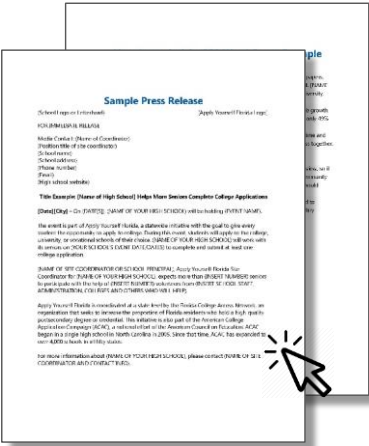 Sample Press Release
[School Logo or Letterhead] [Apply Yourself Florida Logo]
FOR IMMEDIATE RELEASE
Media Contact: [Name of Coordinator]
[Position title of site coordinator]
[School name]
[School address]
[Phone number]
[Email]
[High school website]
Title Example: [Name of High School] Helps More Seniors Complete College Applications
[Date][City] – On [DATE(S)], [NAME OF YOUR HIGH SCHOOL] will be holding [EVENT NAME].
The event is part of Apply Yourself Florida, a statewide initiative with the goal to give every
student the opportunity to apply to college. During this event, students will apply to the college,
university, or vocational schools of their choice. [NAME OF YOUR HIGH SCHOOL] will work with
its seniors on [YOUR SCHOOL'S EVENT DATE(S)] to complete and submit at least one
college application.
[NAME OF SITE COORDINATOR OR SCHOOL PRINCIPAL], Apply Yourself Florida Site
Coordinator for [NAME OF YOUR HIGH SCHOOL], expects more than [INSERT NUMBER] seniors
to participate with the help of [INSERT NUMBER] volunteers from [INSERT SCHOOL STAFF,
ADMINISTRATION, COLLEGES AND OTHERS WHO WILL HELP].
Apply Yourself Florida is coordinated at a state level by the Florida College Access Network, an
organization that seeks to increase the proportion of Florida residents who hold a high quality
postsecondary degree or credential. This initiative is also part of the American College
Application Campaign (ACAC), a national effort of the American Council on Education. ACAC
began in a single high school in North Carolina in 2005. Since that time, ACAC has expanded to
over 4,000 schools in all fifty states.
For more information about [NAME OF YOUR HIGH SCHOOL], please contact [NAME OF SITE
COORDINATOR AND CONTACT INFO].